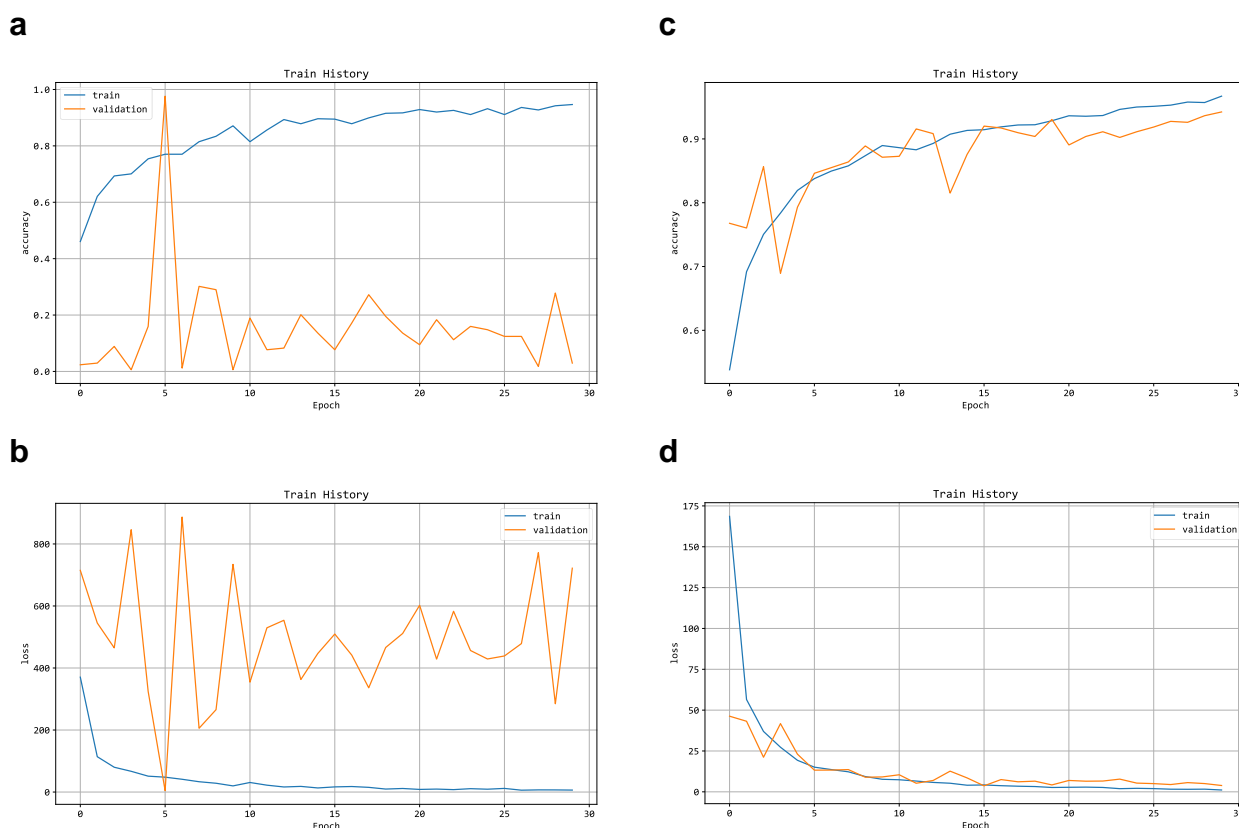 a
Train History
train
validation
1.0
0.8
0.6
0.4
0.2
0.0
accuracy
0 5 10 15 20 25 30
Epoch
c
Train History
0.9
0.8
0.7
0.6
accuracy
0 5 10 15 20 25 3
Epoch
b
Train History
train
validation
800
600
400
200
0
loss
0 5 10 15 20 25 30
Epoch
d
Train History
train
validation
175
150
125
100
75
50
25
0
loss
0 5 10 15 20 25 3
Epoch